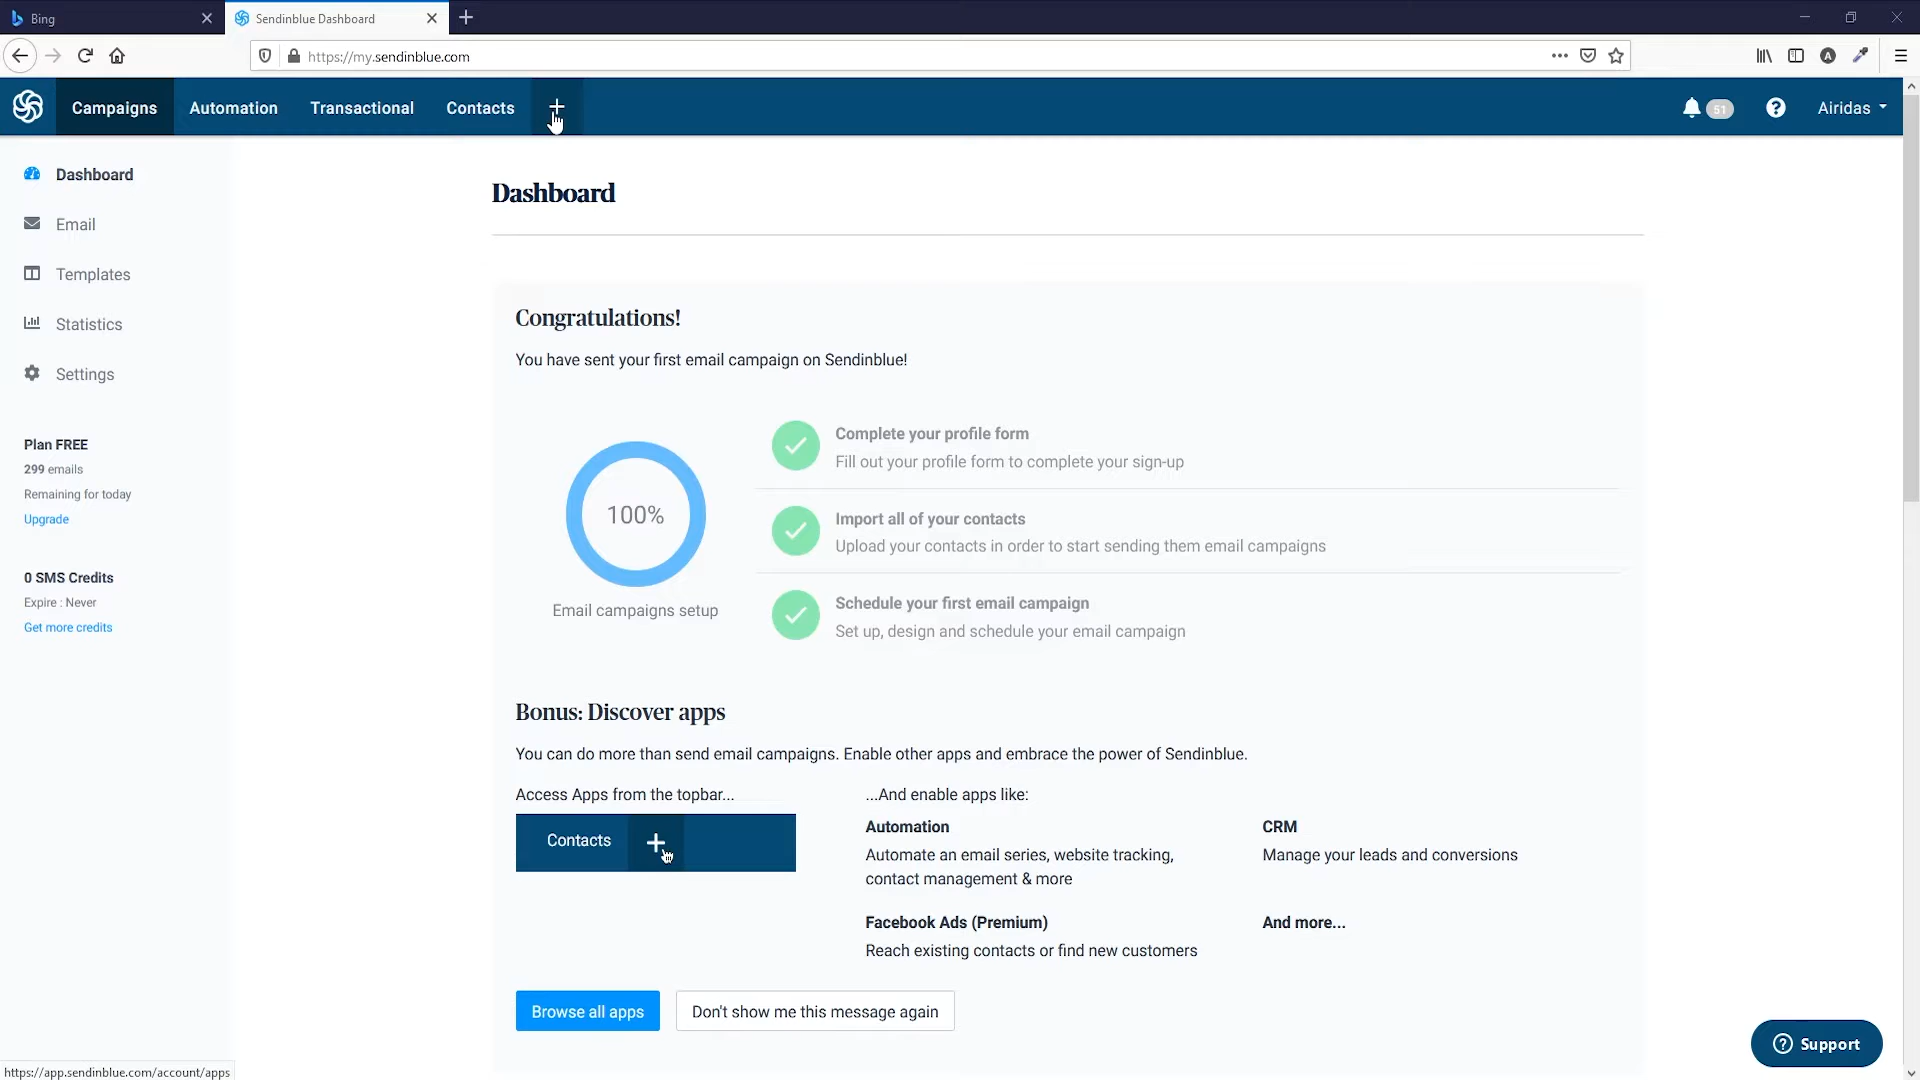 Bing
Sendinblue Dashboard
https://my.sendinblue.com
Campaigns
Automation
Transactional
Contacts
51
Airidas
Dashboard
Email
Templates
Statistics
Settings
Plan FREE
299 emails
Remaining for today
Upgrade
0 SMS Credits
Expire : Never
Get more credits
Dashboard
Congratulations!
You have sent your first email campaign on Sendinblue!
100%
Email campaigns setup
Complete your profile form
Fill out your profile form to complete your sign-up
Import all of your contacts
Upload your contacts in order to start sending them email campaigns
Schedule your first email campaign
Set up, design and schedule your email campaign
Bonus: Discover apps
You can do more than send email campaigns. Enable other apps and embrace the power of Sendinblue.
Access Apps from the topbar...
Contacts
...And enable apps like:
Automation
Automate an email series, website tracking,
contact management & more
CRM
Manage your leads and conversions
Facebook Ads (Premium)
Reach existing contacts or find new customers
And more...
Browse all apps
Don't show me this message again
Support
https://app.sendinblue.com/account/apps